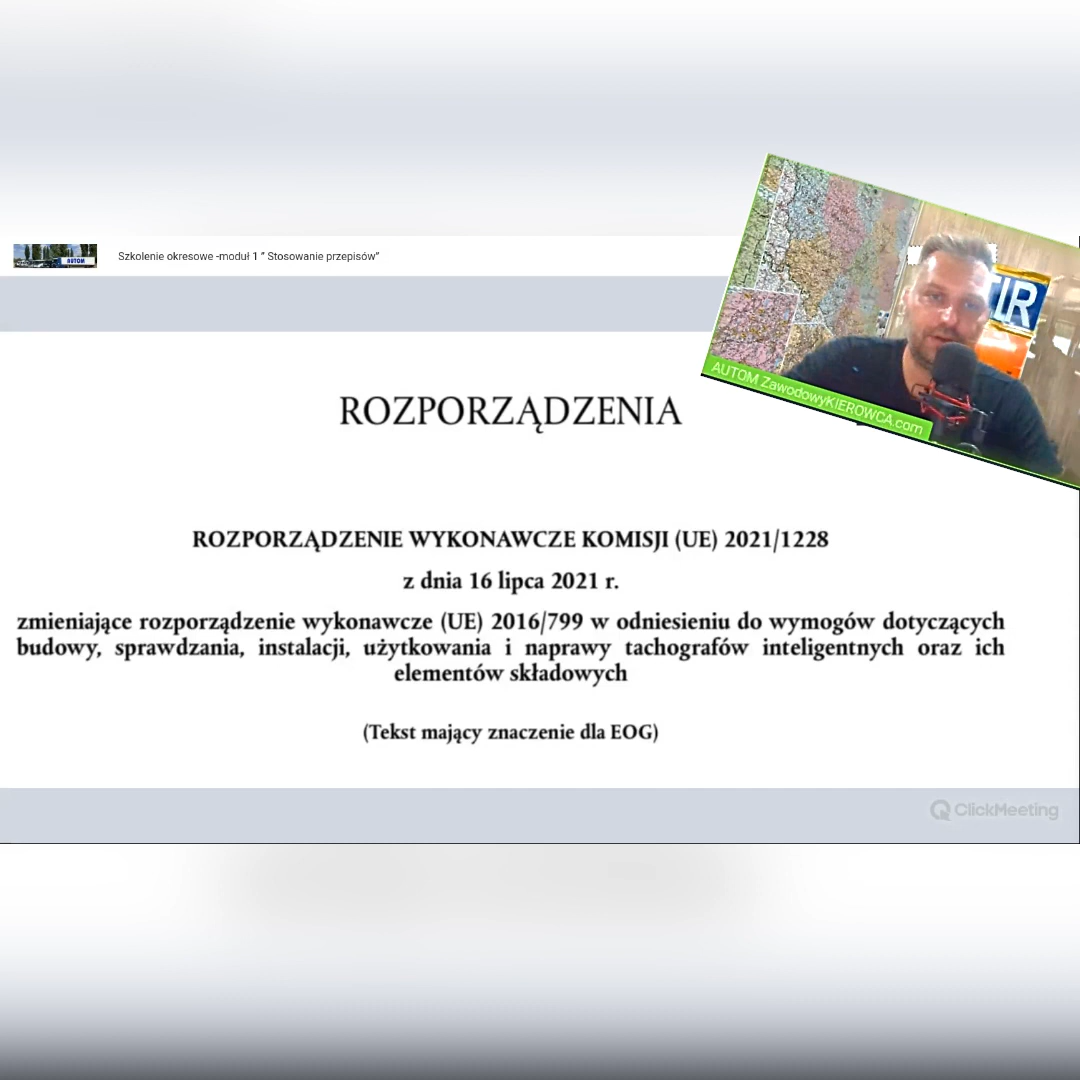 AUTOM
Szkolenie okresowe -moduł 1 " Stosowanie przepisów"
AUTOM ZawodowyKIEROWCA.com
ROZPORZĄDZENIA
ROZPORZĄDZENIE WYKONAWCZE KOMISJI (UE) 2021/1228
z dnia 16 lipca 2021 r.
zmieniające rozporządzenie wykonawcze (UE) 2016/799 w odniesieniu do wymogów dotyczących
budowy, sprawdzania, instalacji, użytkowania i naprawy tachografów inteligentnych oraz ich
elementów składowych
(Tekst mający znaczenie dla EOG)
ClickMeeting